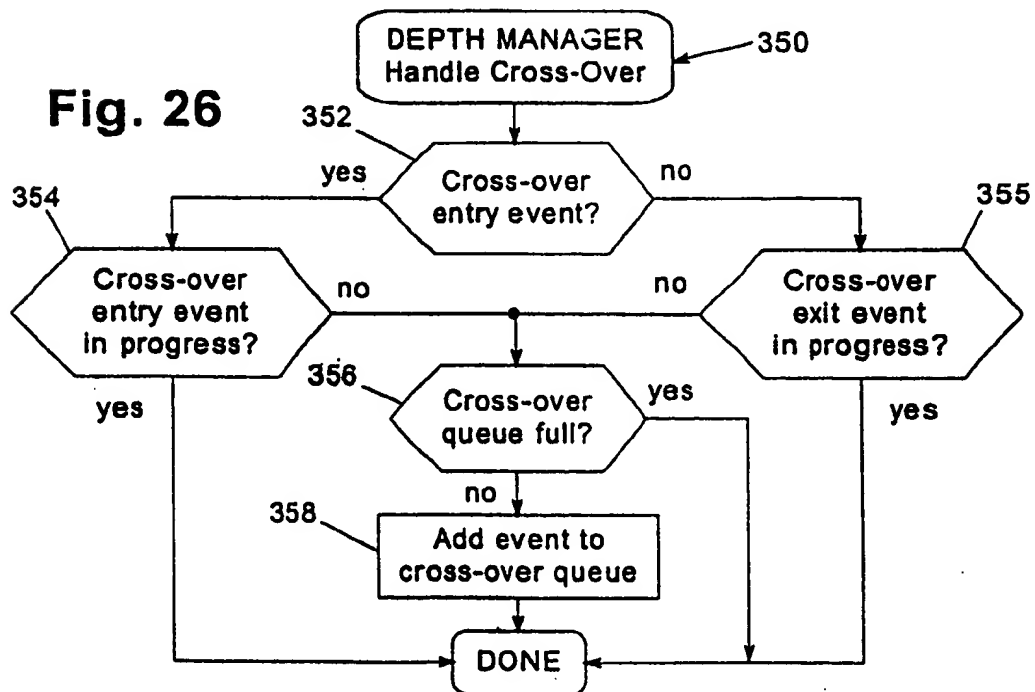 DEPTH MANAGER
Handle Cross-Over
350
Fig. 26
352
yes
Cross-over
entry event?
no
354
355
Cross-over
entry event
in progress?
no
no
Cross-over
exit event
in progress?
yes
356
Cross-over
queue full?
yes
yes
no
358
Add event to
cross-over queue
DONE